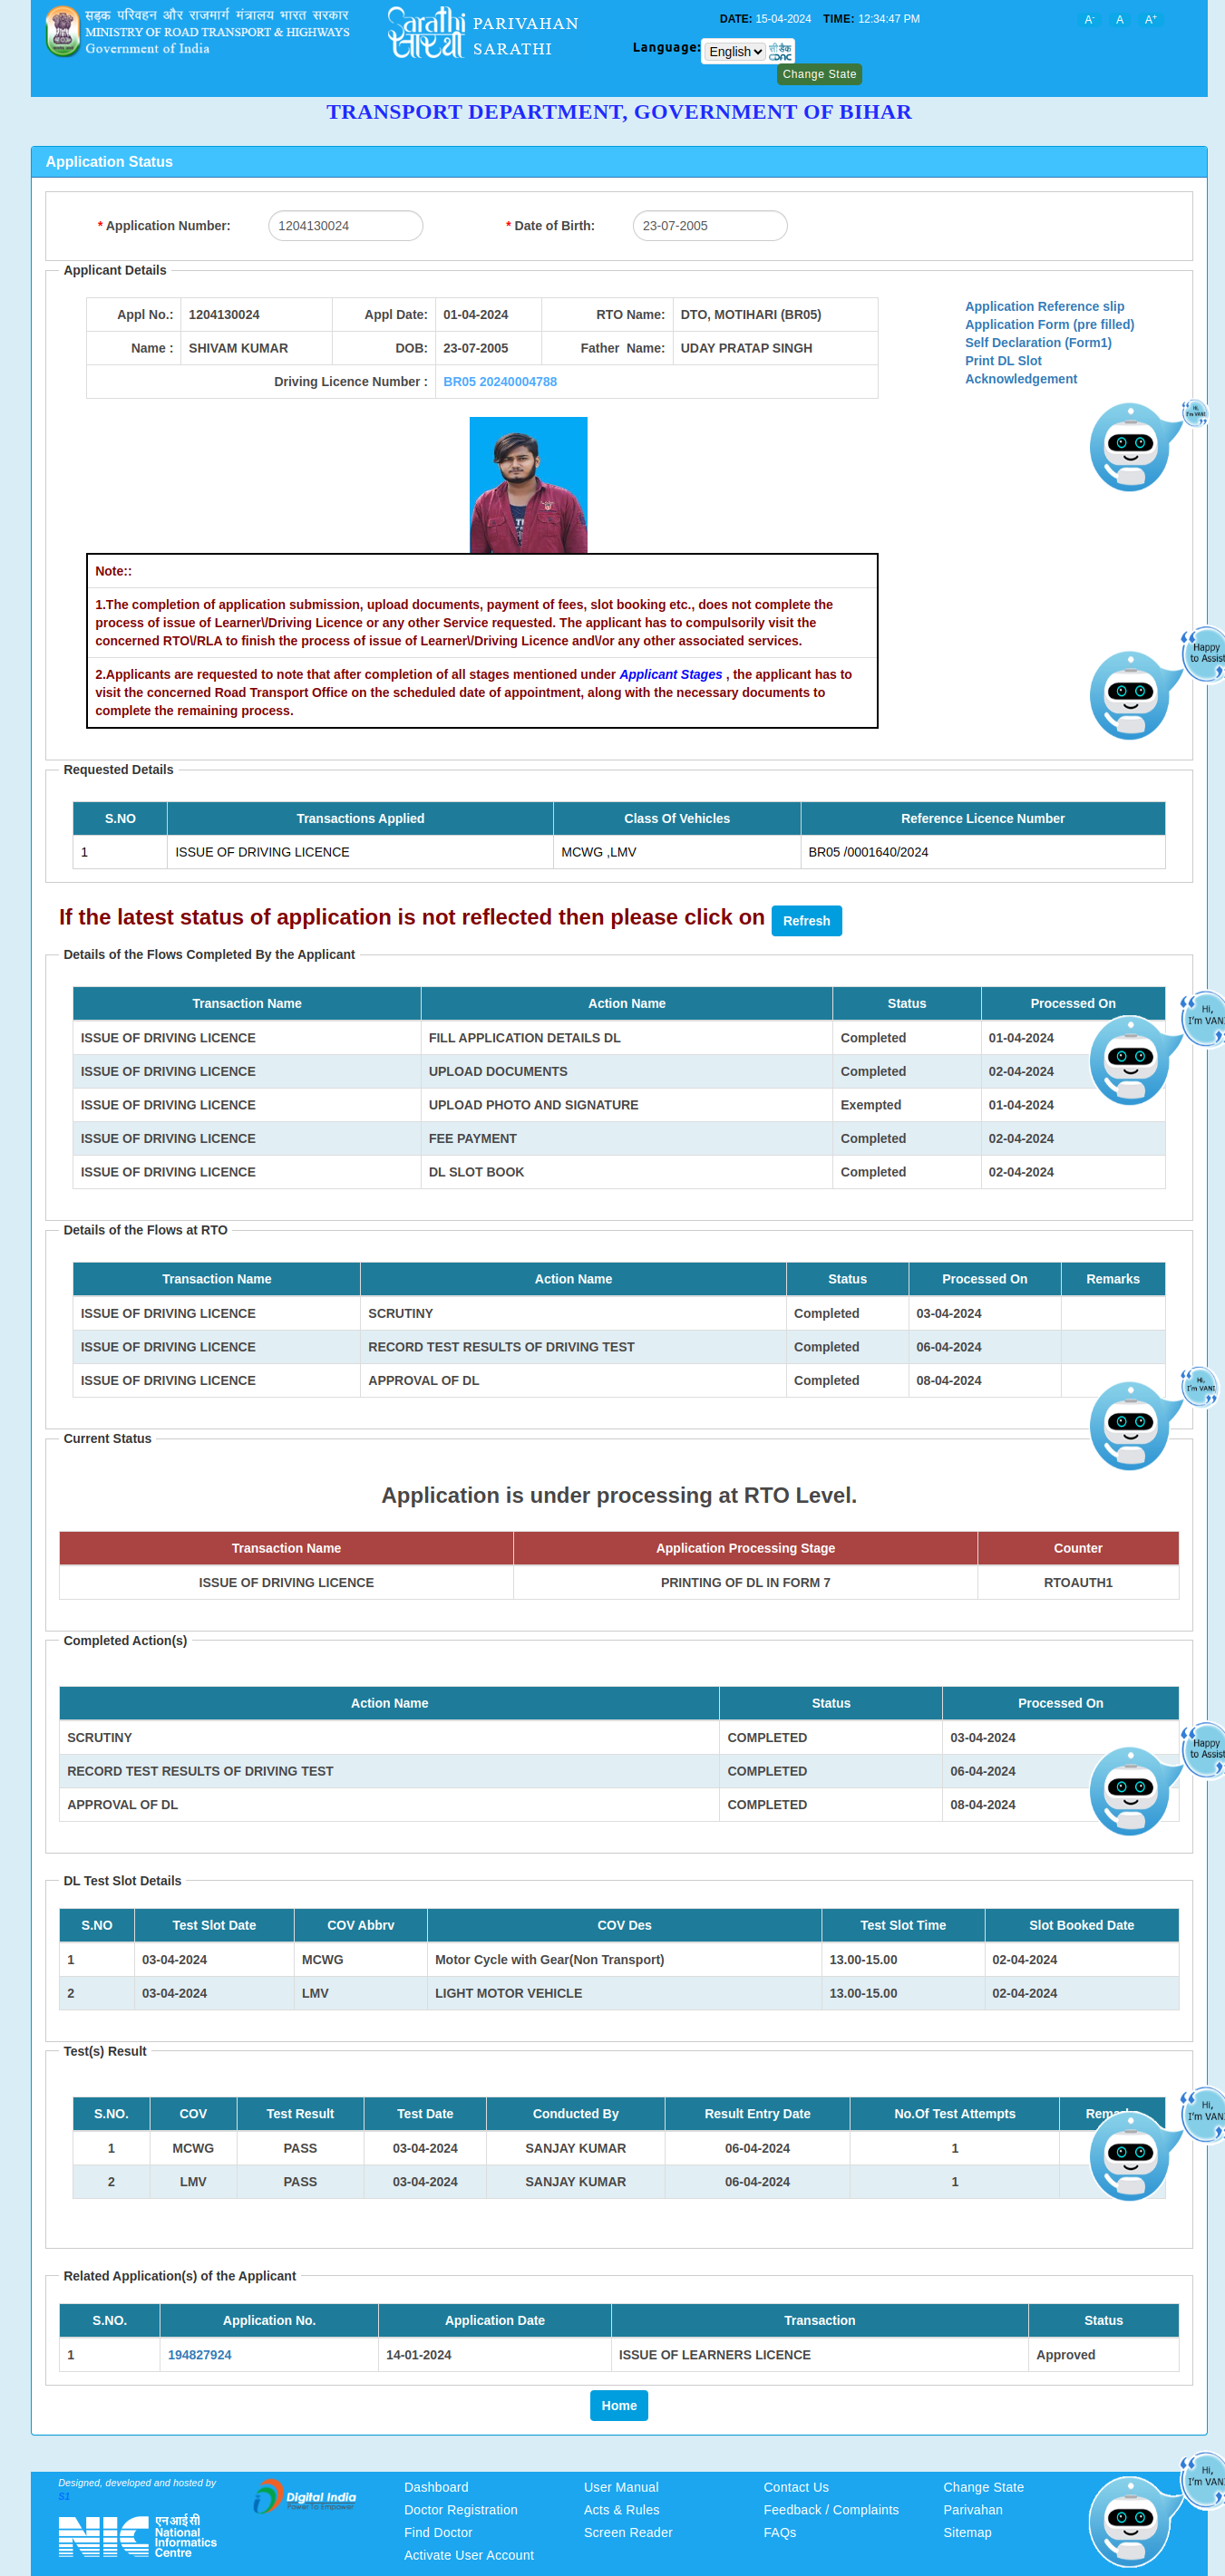 सड़क परिवहन और राजमार्ग मंत्रालय भारत सरकार
MINISTRY OF ROAD TRANSPORT & HIGHWAYS
Government of India
Sarathi सारथी
PARIVAHAN
SARATHI
DATE: 15-04-2024 TIME: 12:34:47 PM
A- A A+
Language: English सी डैक CDAC
Change State
TRANSPORT DEPARTMENT, GOVERNMENT OF BIHAR
Application Status
* Application Number: 1204130024 * Date of Birth: 23-07-2005
Applicant Details
Appl No.: 1204130024 Appl Date: 01-04-2024 RTO Name: DTO, MOTIHARI (BR05)
Name : SHIVAM KUMAR DOB: 23-07-2005 Father Name: UDAY PRATAP SINGH
Driving Licence Number : BR05 20240004788
Application Reference slip
Application Form (pre filled)
Self Declaration (Form1)
Print DL Slot
Acknowledgement
Hi, I'm VANI
Note::
1.The completion of application submission, upload documents, payment of fees, slot booking etc., does not complete the
process of issue of Learner\/Driving Licence or any other Service requested. The applicant has to compulsorily visit the
concerned RTO\/RLA to finish the process of issue of Learner\/Driving Licence and\/or any other associated services.
2.Applicants are requested to note that after completion of all stages mentioned under Applicant Stages , the applicant has to
visit the concerned Road Transport Office on the scheduled date of appointment, along with the necessary documents to
complete the remaining process.
Happy
to Assist
Requested Details
S.NO Transactions Applied Class Of Vehicles Reference Licence Number
1 ISSUE OF DRIVING LICENCE MCWG ,LMV BR05 /0001640/2024
If the latest status of application is not reflected then please click on Refresh
Details of the Flows Completed By the Applicant
Transaction Name Action Name Status Processed On
ISSUE OF DRIVING LICENCE FILL APPLICATION DETAILS DL Completed 01-04-2024
ISSUE OF DRIVING LICENCE UPLOAD DOCUMENTS Completed 02-04-2024
ISSUE OF DRIVING LICENCE UPLOAD PHOTO AND SIGNATURE Exempted 01-04-2024
ISSUE OF DRIVING LICENCE FEE PAYMENT Completed 02-04-2024
ISSUE OF DRIVING LICENCE DL SLOT BOOK Completed 02-04-2024
Hi,
I'm VANI
Details of the Flows at RTO
Transaction Name Action Name Status Processed On Remarks
ISSUE OF DRIVING LICENCE SCRUTINY Completed 03-04-2024
ISSUE OF DRIVING LICENCE RECORD TEST RESULTS OF DRIVING TEST Completed 06-04-2024
ISSUE OF DRIVING LICENCE APPROVAL OF DL Completed 08-04-2024
Hi,
I'm VANI
Current Status
Application is under processing at RTO Level.
Transaction Name Application Processing Stage Counter
ISSUE OF DRIVING LICENCE PRINTING OF DL IN FORM 7 RTOAUTH1
Completed Action(s)
Action Name Status Processed On
SCRUTINY COMPLETED 03-04-2024
RECORD TEST RESULTS OF DRIVING TEST COMPLETED 06-04-2024
APPROVAL OF DL COMPLETED 08-04-2024
Happy
to Assist
DL Test Slot Details
S.NO Test Slot Date COV Abbrv COV Des Test Slot Time Slot Booked Date
1 03-04-2024 MCWG Motor Cycle with Gear(Non Transport) 13.00-15.00 02-04-2024
2 03-04-2024 LMV LIGHT MOTOR VEHICLE 13.00-15.00 02-04-2024
Test(s) Result
S.NO. COV Test Result Test Date Conducted By Result Entry Date No.Of Test Attempts
1 MCWG PASS 03-04-2024 SANJAY KUMAR 06-04-2024 1
2 LMV PASS 03-04-2024 SANJAY KUMAR 06-04-2024 1
Hi,
I'm VANI
Related Application(s) of the Applicant
S.NO. Application No. Application Date Transaction Status
1 194827924 14-01-2024 ISSUE OF LEARNERS LICENCE Approved
Home
Designed, developed and hosted by
S1
NIC एनआईसी
National
Informatics
Centre
Digital India
Power To Empower
Dashboard User Manual Contact Us Change State
Doctor Registration Acts & Rules Feedback / Complaints Parivahan
Find Doctor Screen Reader FAQs Sitemap
Activate User Account
Hi,
I'm VANI